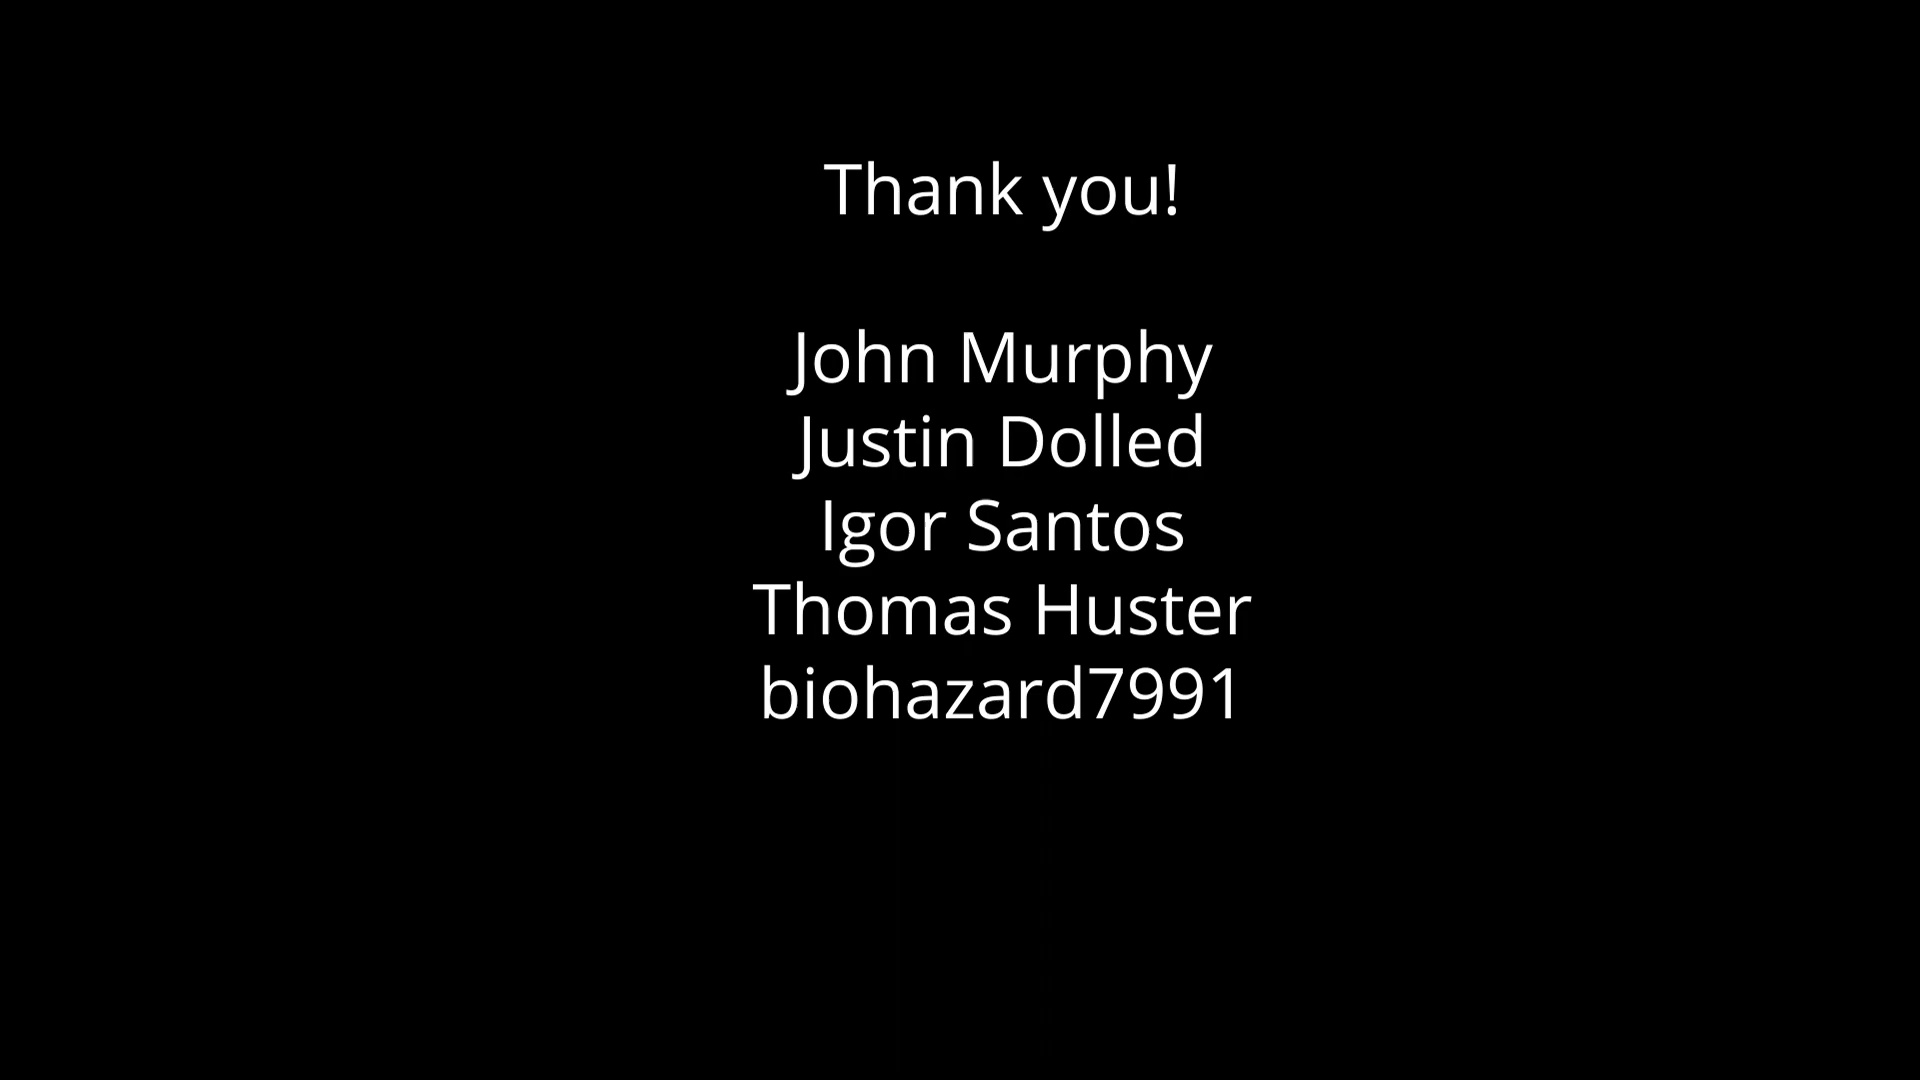 Thank you!
John Murphy
Justin Dolled
Igor Santos
Thomas Huster
biohazard7991